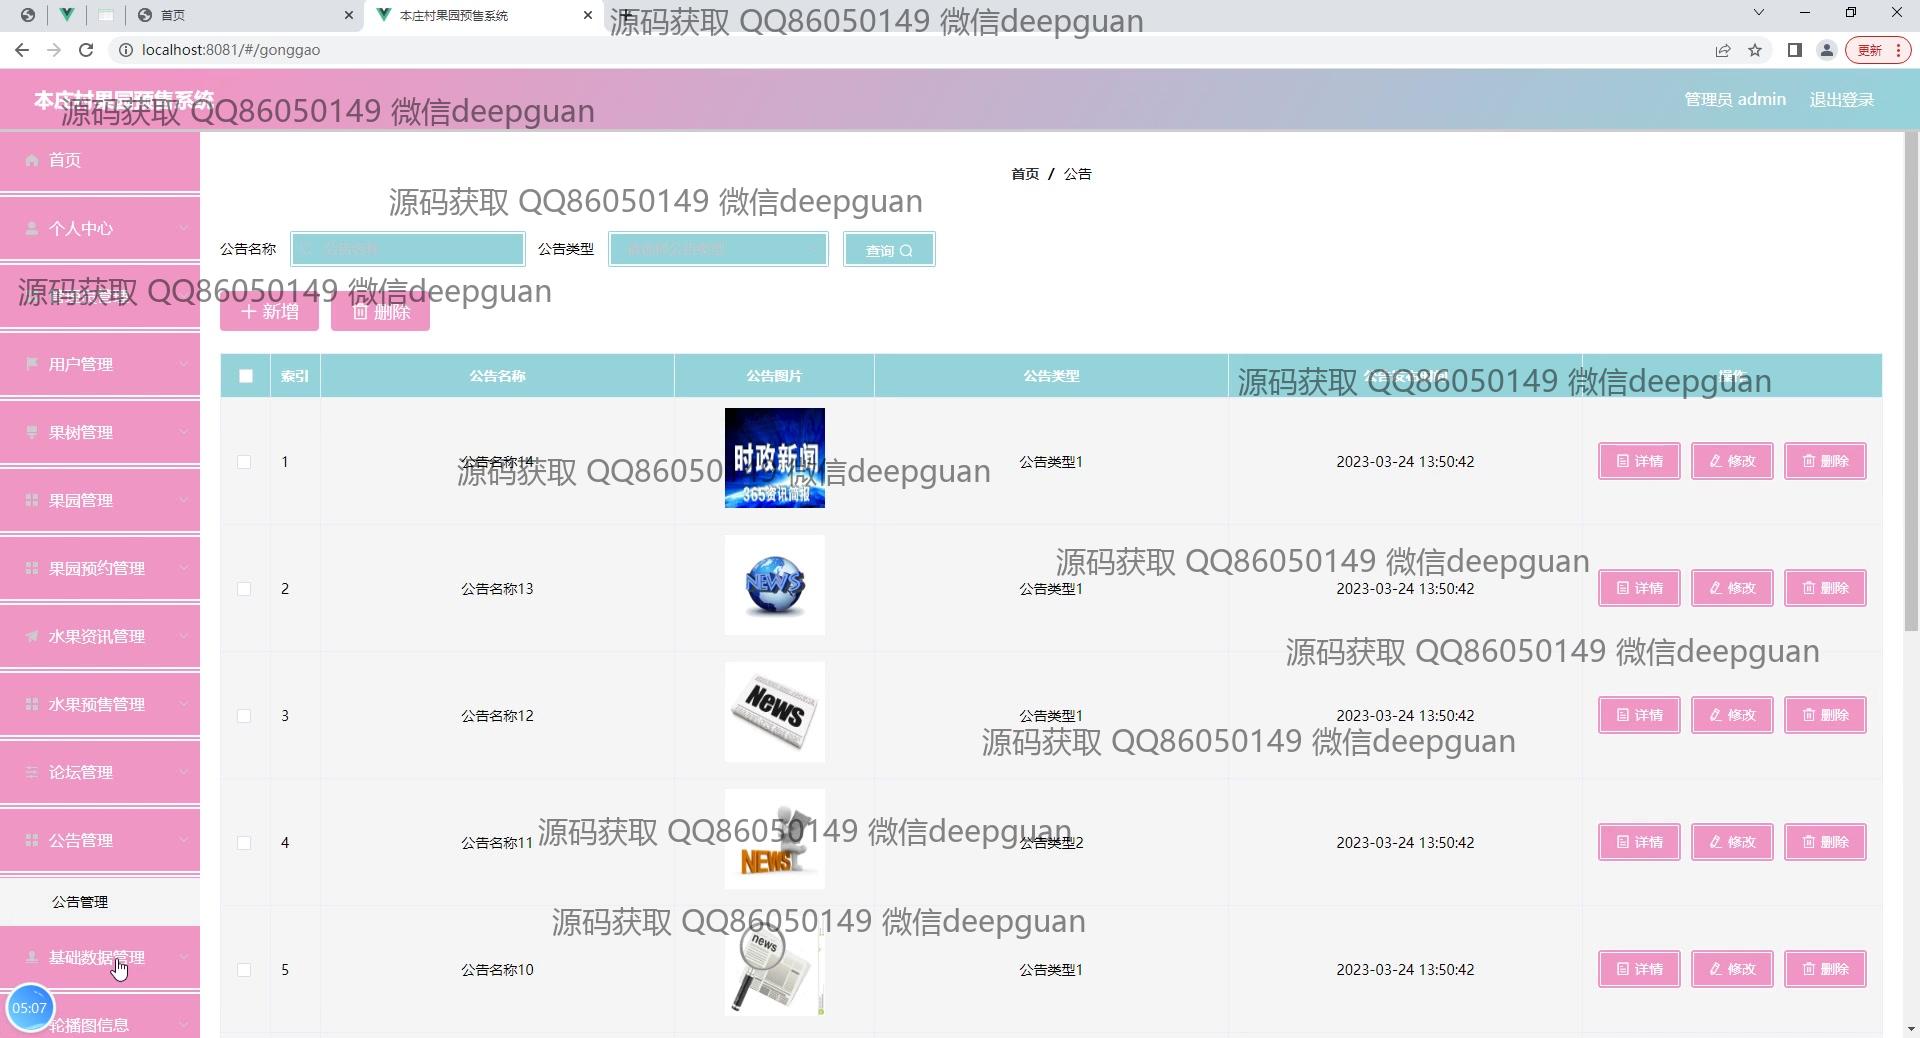 首页
本庄村果园预售系统
源码获取 QQ86050149 微信deepguan
localhost:8081/#/gonggao
更新
本庄村果园预售系统
源码获取 QQ86050149 微信deepguan
管理员 admin
退出登录
首页
首页 / 公告
源码获取 QQ86050149 微信deepguan
个人中心
公告名称
公告名称
公告类型
请选择公告类型
查询
源码获取 QQ86050149 微信deepguan
新增
删除
用户管理
索引
公告名称
公告图片
公告类型
源码获取 QQ86050149 微信deepguan
果树管理
1
公告名称14
时政新闻
365资讯简报
公告类型1
2023-03-24 13:50:42
详情
修改
删除
源码获取 QQ86050149 微信deepguan
果园管理
源码获取 QQ86050149 微信deepguan
果园预约管理
2
公告名称13
NEWS
公告类型1
2023-03-24 13:50:42
详情
修改
删除
水果资讯管理
源码获取 QQ86050149 微信deepguan
水果预售管理
3
公告名称12
News
公告类型1
2023-03-24 13:50:42
详情
修改
删除
源码获取 QQ86050149 微信deepguan
论坛管理
源码获取 QQ86050149 微信deepguan
公告管理
4
公告名称11
NEWS
公告类型2
2023-03-24 13:50:42
详情
修改
删除
公告管理
源码获取 QQ86050149 微信deepguan
基础数据管理
5
公告名称10
news
公告类型1
2023-03-24 13:50:42
详情
修改
删除
05:07
轮播图信息